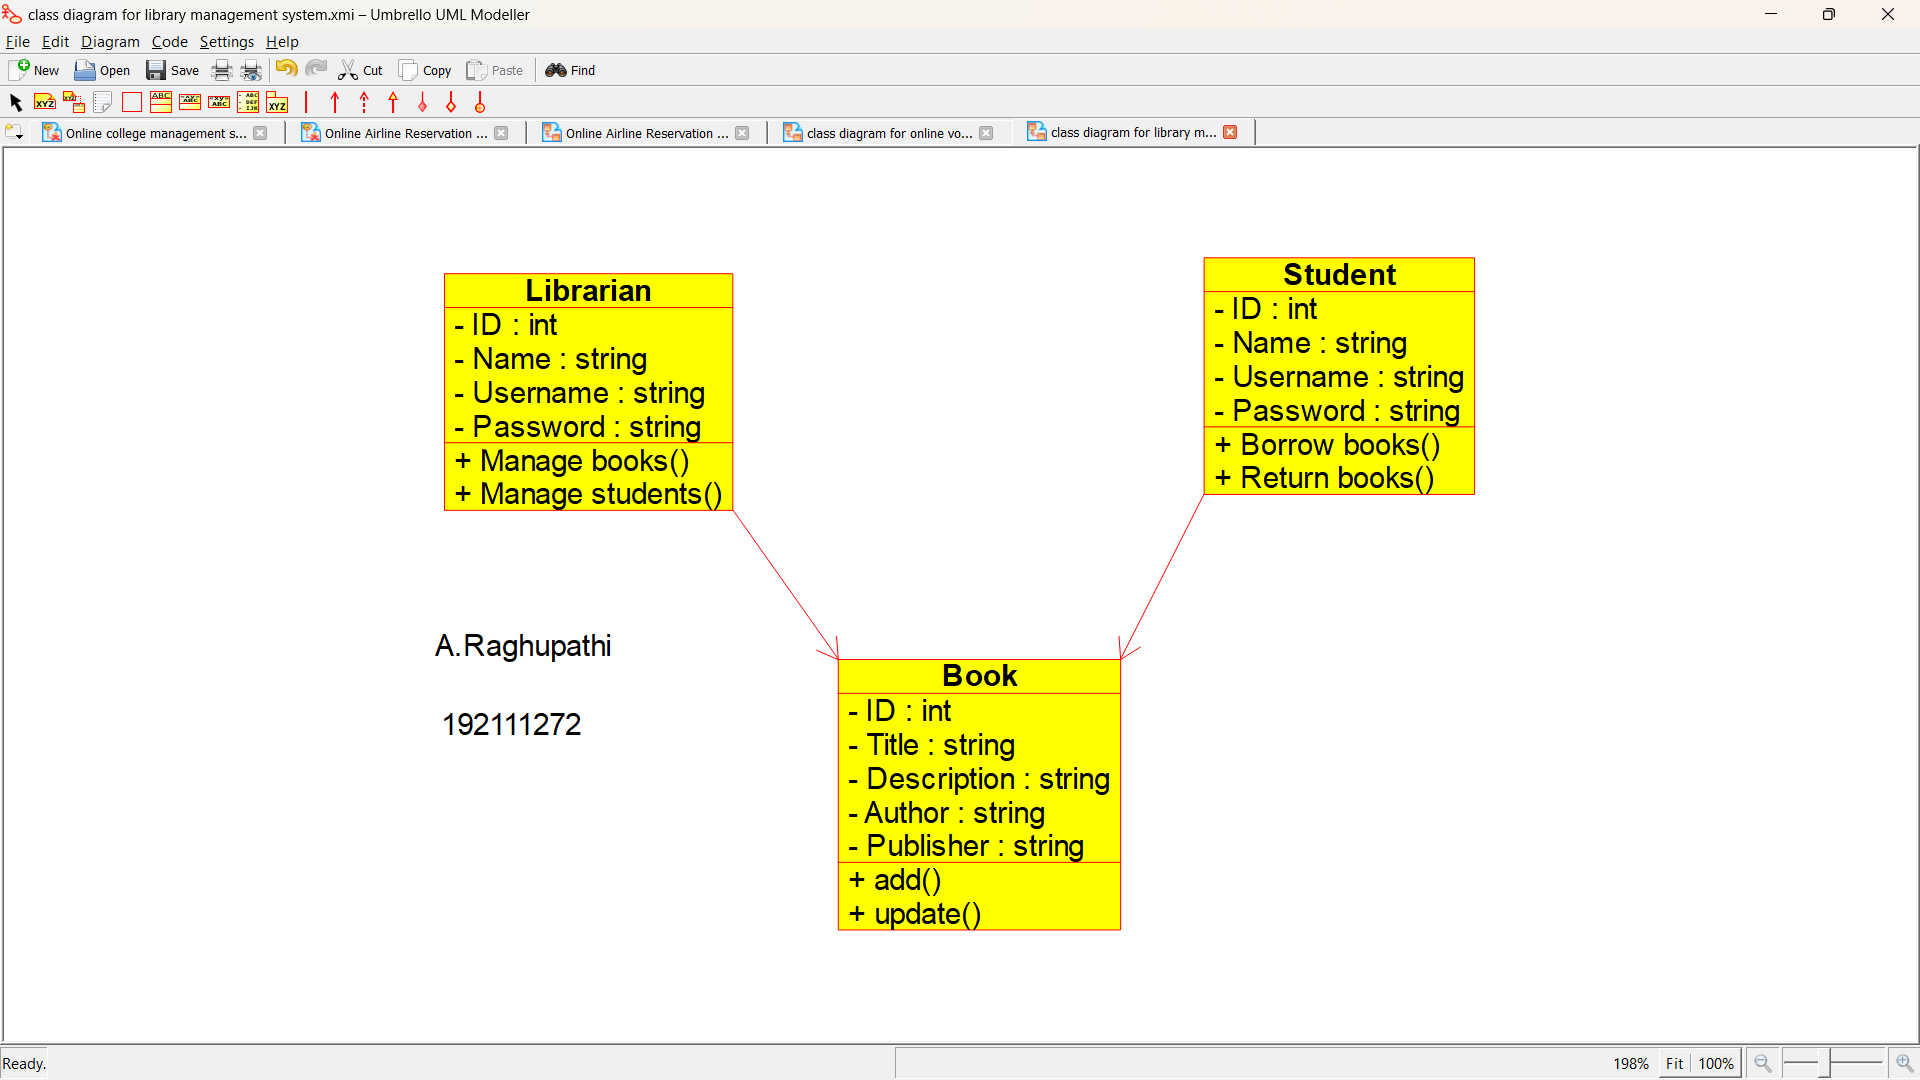 class diagram for library management system.xmi – Umbrello UML Modeller
File Edit Diagram Code Settings Help
New Open Save Cut Copy Paste Find
Online college management s... Online Airline Reservation ... Online Airline Reservation ... class diagram for online vo... class diagram for library m...
Librarian
- ID : int
- Name : string
- Username : string
- Password : string
+ Manage books()
+ Manage students()
Student
- ID : int
- Name : string
- Username : string
- Password : string
+ Borrow books()
+ Return books()
A.Raghupathi
192111272
Book
- ID : int
- Title : string
- Description : string
- Author : string
- Publisher : string
+ add()
+ update()
Ready. 198% Fit 100%